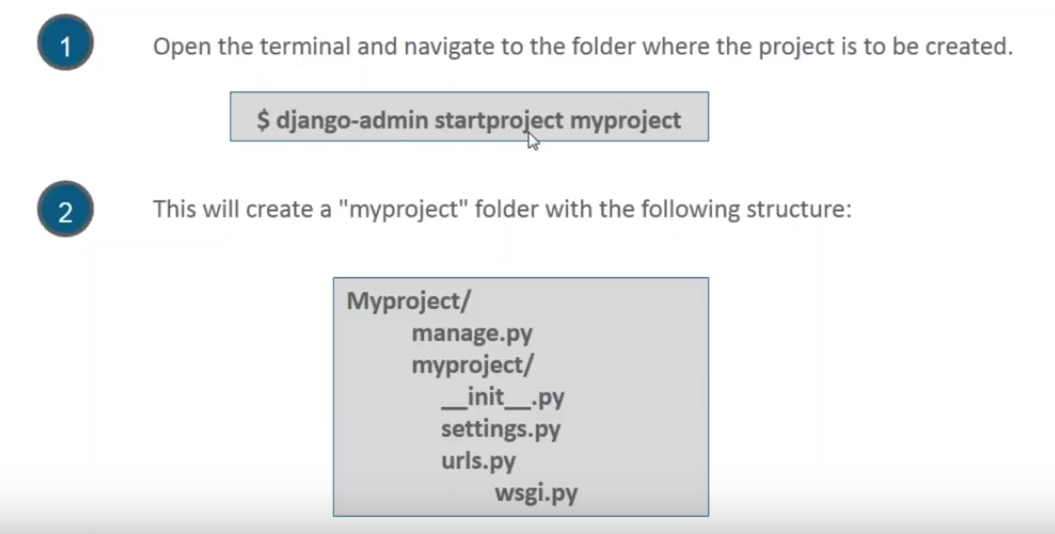 1 Open the terminal and navigate to the folder where the project is to be created.
$ django-admin startproject myproject
2 This will create a "myproject" folder with the following structure:
Myproject/
manage.py
myproject/
__init__.py
settings.py
urls.py
wsgi.py